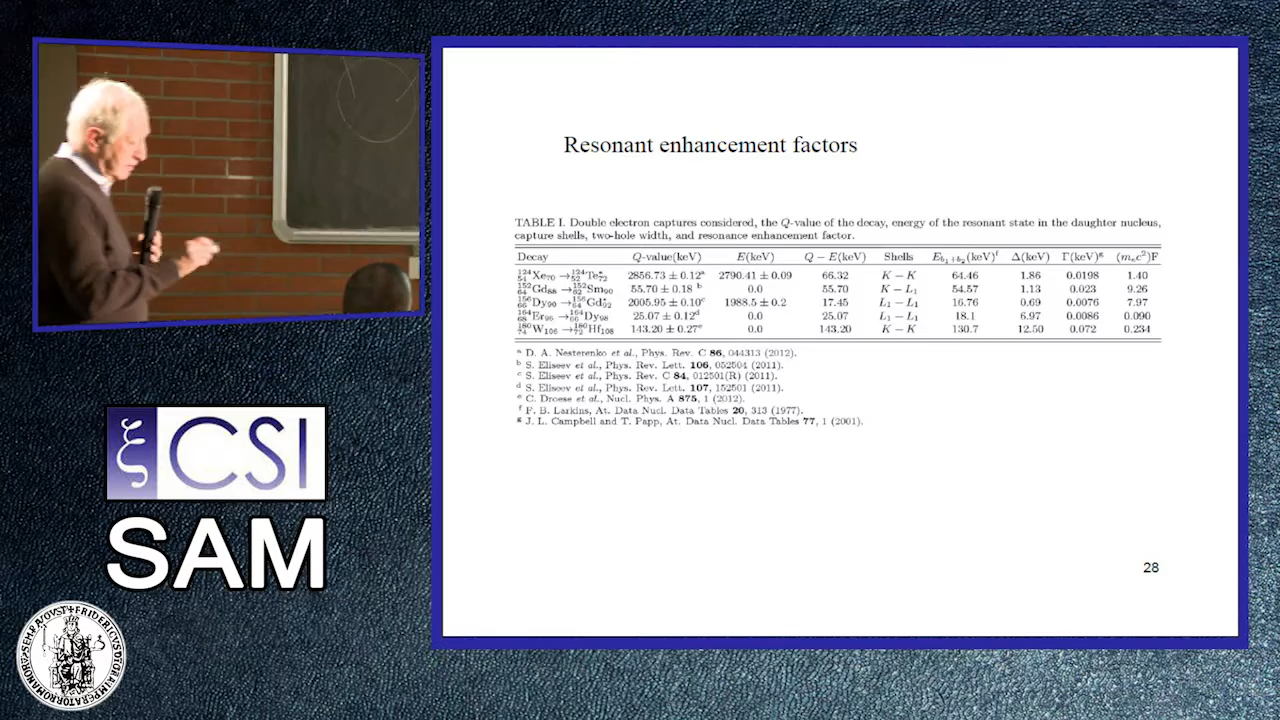 Resonant enhancement factors
TABLE I. Double electron captures considered, the Q-value of the decay, energy of the resonant state in the daughter nucleus,
capture shells, two-hole width, and resonance enhancement factor.
Decay Q-value(keV) E(keV) Q − E(keV) Shells E_{b1+b2}(keV)^f Δ(keV) Γ(keV)^g (m_e c²)F
¹²⁴₅₄Xe₇₀ →¹²⁴₅₂Te*₇₂ 2856.73 ± 0.12^a 2790.41 ± 0.09 66.32 K − K 64.46 1.86 0.0198 1.40
¹⁵²₆₄Gd₈₈ →¹⁵²₆₂Sm₉₀ 55.70 ± 0.18 ^b 0.0 55.70 K − L₁ 54.57 1.13 0.023 9.26
¹⁵⁶₆₆Dy₉₀ →¹⁵⁶₆₄Gd*₉₂ 2005.95 ± 0.10^c 1988.5 ± 0.2 17.45 L₁ − L₁ 16.76 0.69 0.0076 7.97
¹⁶⁴₆₈Er₉₆ →¹⁶⁴₆₆Dy₉₈ 25.07 ± 0.12^d 0.0 25.07 L₁ − L₁ 18.1 6.97 0.0086 0.090
¹⁸⁰₇₄W₁₀₆ →¹⁸⁰₇₂Hf₁₀₈ 143.20 ± 0.27^e 0.0 143.20 K − K 130.7 12.50 0.072 0.234
^a D. A. Nesterenko et al., Phys. Rev. C 86, 044313 (2012).
^b S. Eliseev et al., Phys. Rev. Lett. 106, 052504 (2011).
^c S. Eliseev et al., Phys. Rev. C 84, 012501(R) (2011).
^d S. Eliseev et al., Phys. Rev. Lett. 107, 152501 (2011).
^e C. Droese et al., Nucl. Phys. A 875, 1 (2012).
^f F. B. Larkins, At. Data Nucl. Data Tables 20, 313 (1977).
^g J. L. Campbell and T. Papp, At. Data Nucl. Data Tables 77, 1 (2001).
28
ξ CSI
SAM